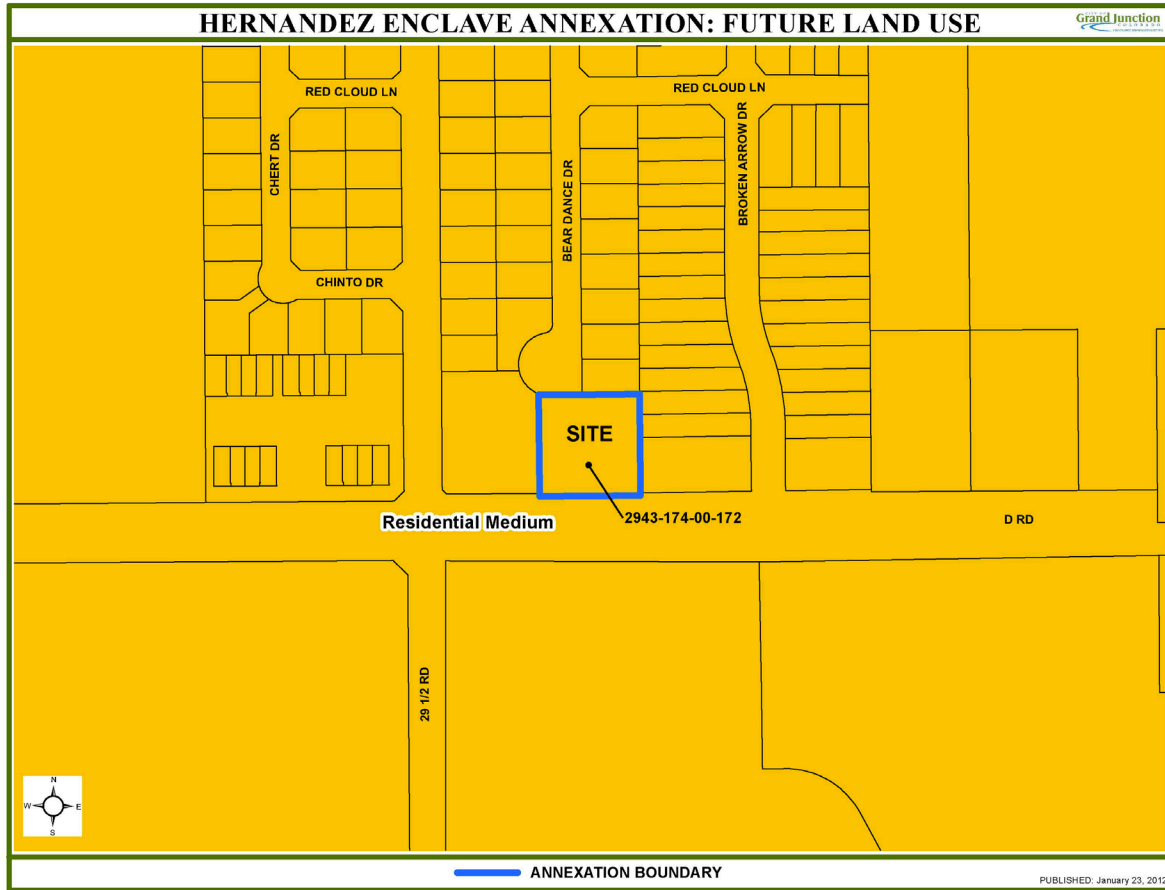 HERNANDEZ ENCLAVE ANNEXATION: FUTURE LAND USE
Grand Junction
COLORADO
RED CLOUD LN
RED CLOUD LN
CHERT DR
BEAR DANCE DR
BROKEN ARROW DR
CHINTO DR
SITE
2943-174-00-172
Residential Medium
D RD
29 1/2 RD
N
W
E
S
ANNEXATION BOUNDARY
PUBLISHED: January 23, 2012